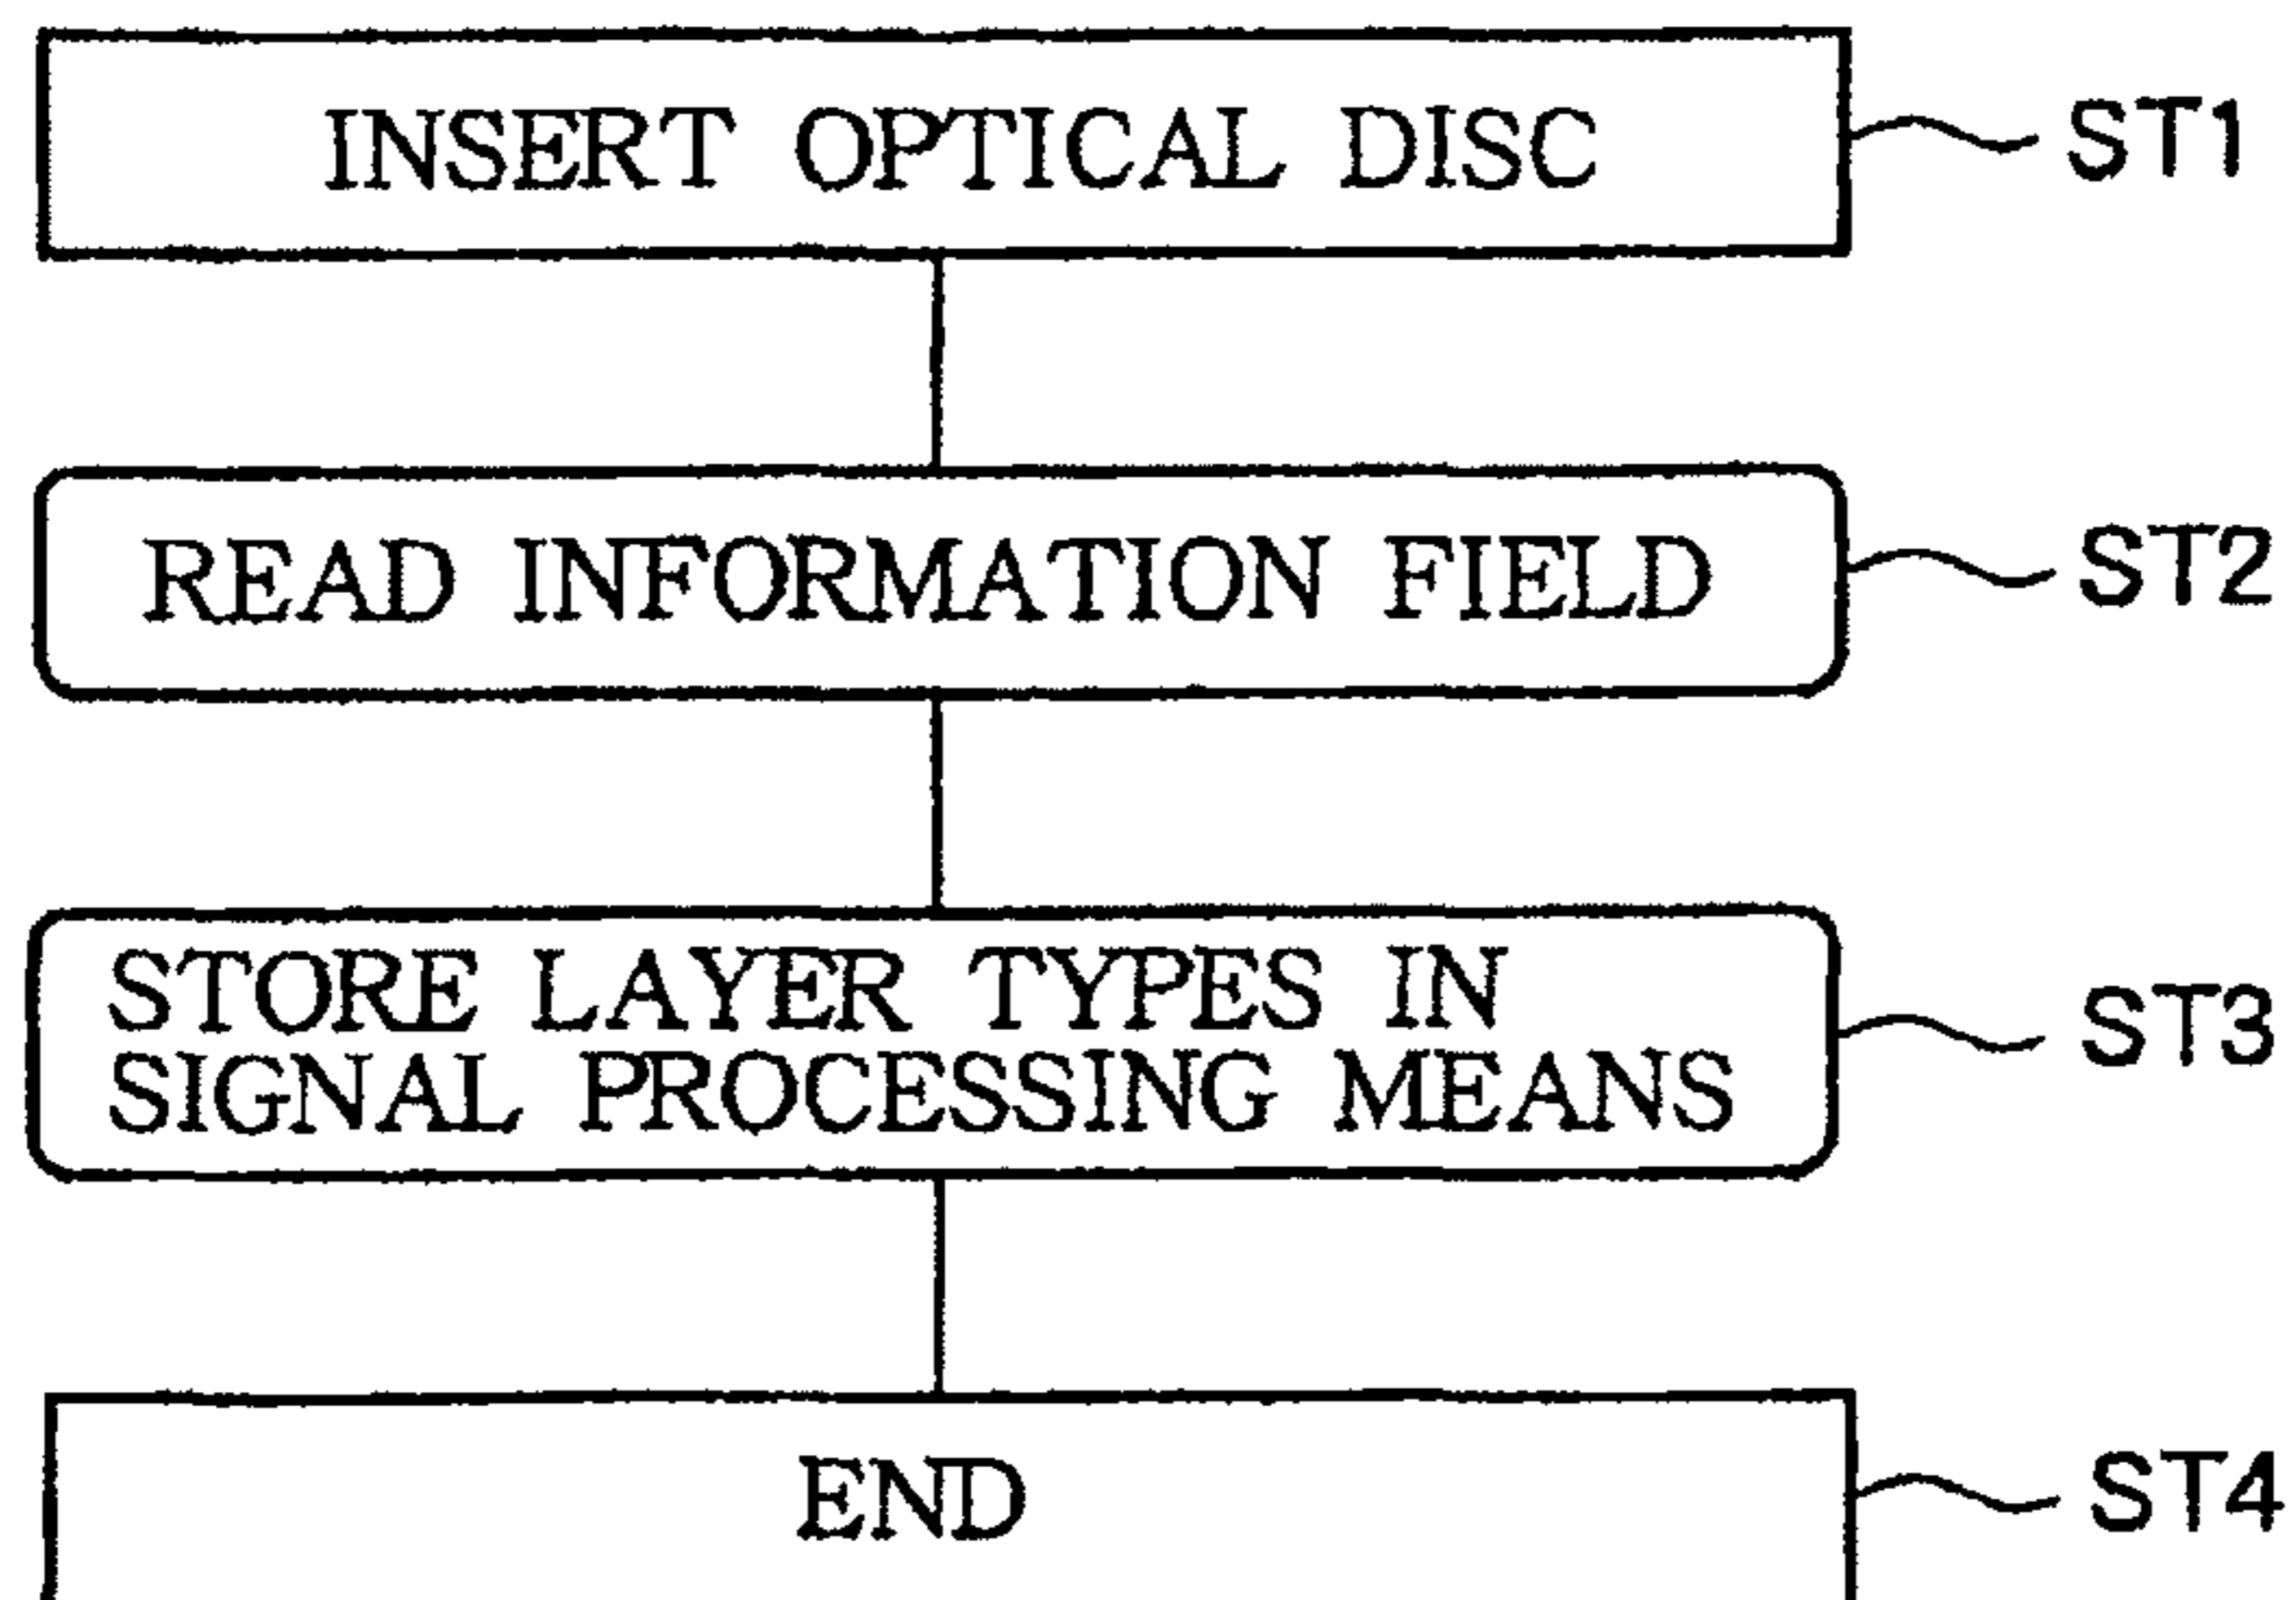 INSERT OPTICAL DISC ST1
READ INFORMATION FIELD ST2
STORE LAYER TYPES IN
SIGNAL PROCESSING MEANS ST3
END ST4